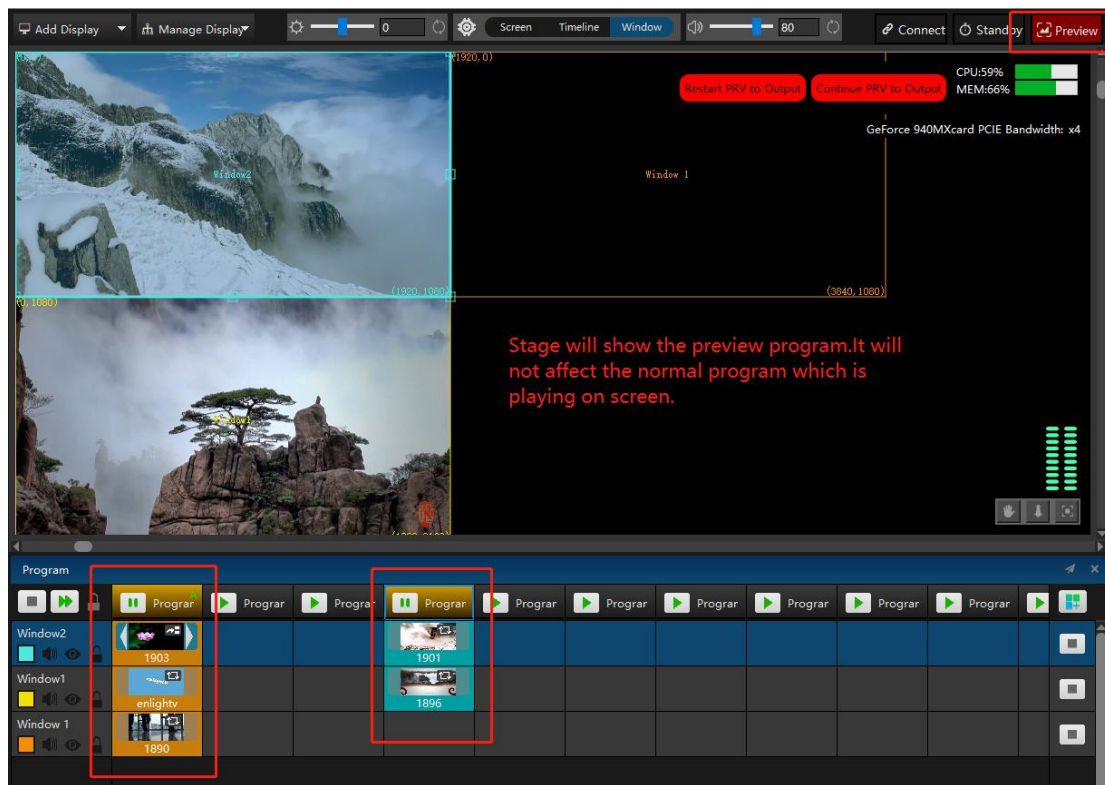 Add Display
Manage Display
0
Screen
Timeline
Window
80
Connect
Standby
Preview
(1920,0)
Restart PRV to Output
Continue PRV to Output
CPU:59%
MEM:66%
GeForce 940MXcard PCIE Bandwidth: x4
Window2
Window 1
(1920,1080)
(3840,1080)
(0,1080)
Stage will show the preview program.It will
not affect the normal program which is
playing on screen.
Window1
Program
Prograr
Prograr
Prograr
Prograr
Prograr
Prograr
Prograr
Prograr
Prograr
Prograr
Window2
1903
1901
Window1
enlightv
1896
Window 1
1890